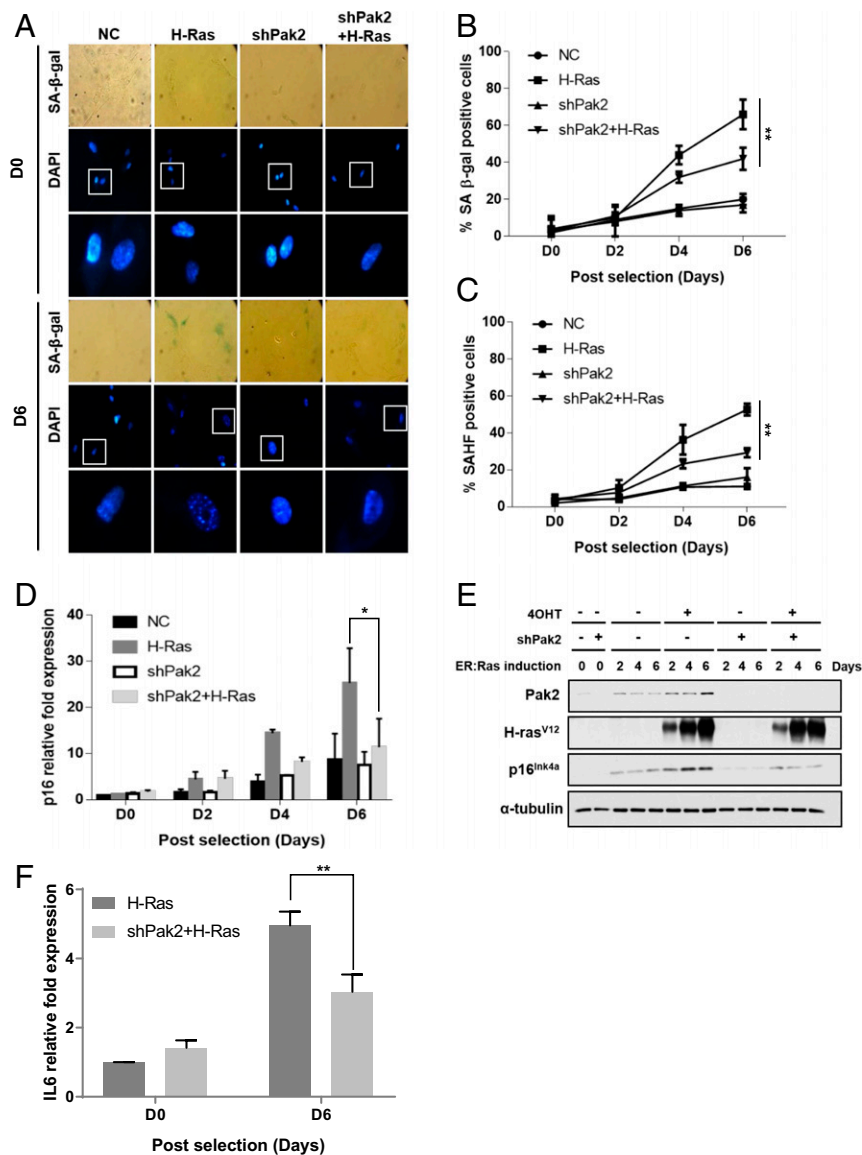 A
NC H-Ras shPak2 shPak2 +H-Ras
D0
SA-β-gal
DAPI
D6
SA-β-gal
DAPI
B
% SA β-gal positive cells
100
80
60
40
20
0
NC
H-Ras
shPak2
shPak2+H-Ras
**
D0 D2 D4 D6
Post selection (Days)
C
% SAHF positive cells
100
80
60
40
20
0
NC
H-Ras
shPak2
shPak2+H-Ras
**
D0 D2 D4 D6
Post selection (Days)
D
p16 relative fold expression
40
30
20
10
0
NC
H-Ras
shPak2
shPak2+H-Ras
*
D0 D2 D4 D6
Post selection (Days)
E
4OHT - - - + - +
shPak2 - + - - + +
ER:Ras induction 0 0 2 4 6 2 4 6 2 4 6 2 4 6 Days
Pak2
H-rasV12
p16Ink4a
α-tubulin
F
IL6 relative fold expression
6
4
2
0
H-Ras
shPak2+H-Ras
**
D0 D6
Post selection (Days)